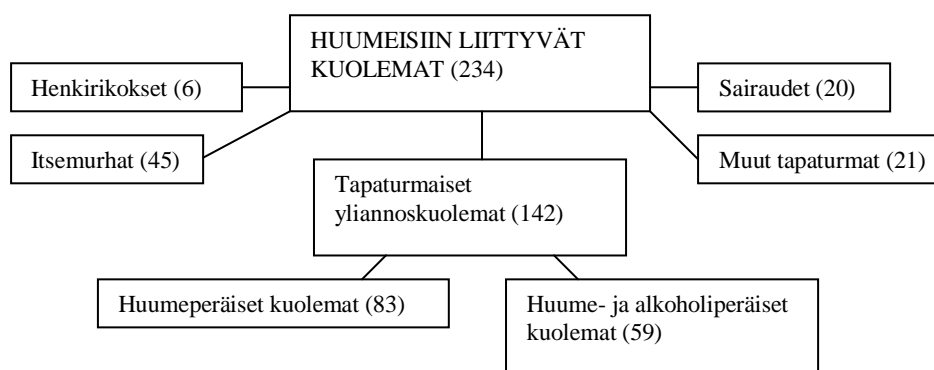 HUUMEISIIN LIITTYVÄT
KUOLEMAT (234)
Henkirikokset (6)
Sairaudet (20)
Itsemurhat (45)
Muut tapaturmat (21)
Tapaturmaiset
yliannoskuolemat (142)
Huumeperäiset kuolemat (83)
Huume- ja alkoholiperäiset
kuolemat (59)